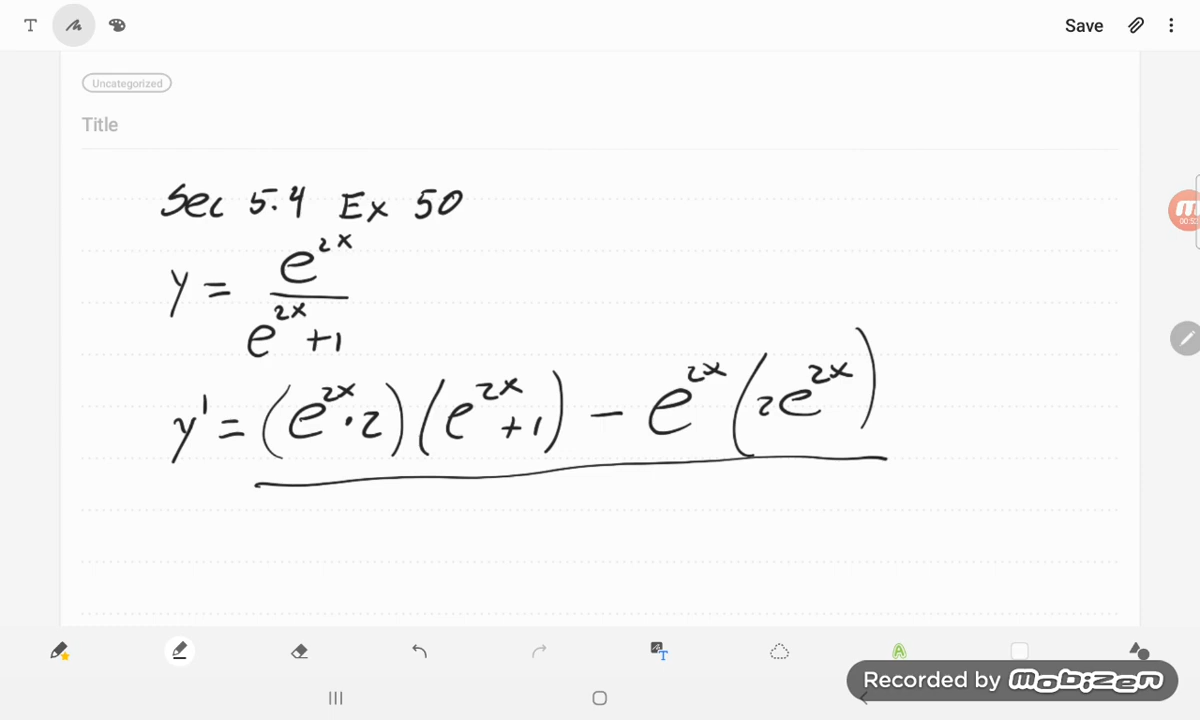 T Save
Uncategorized
Title
Sec 5.4 Ex 50
y = e^{2x} / e^{2x} + 1
y' = (e^{2x} · 2)(e^{2x} + 1) - e^{2x}(2e^{2x})
T A
Recorded by mobizen